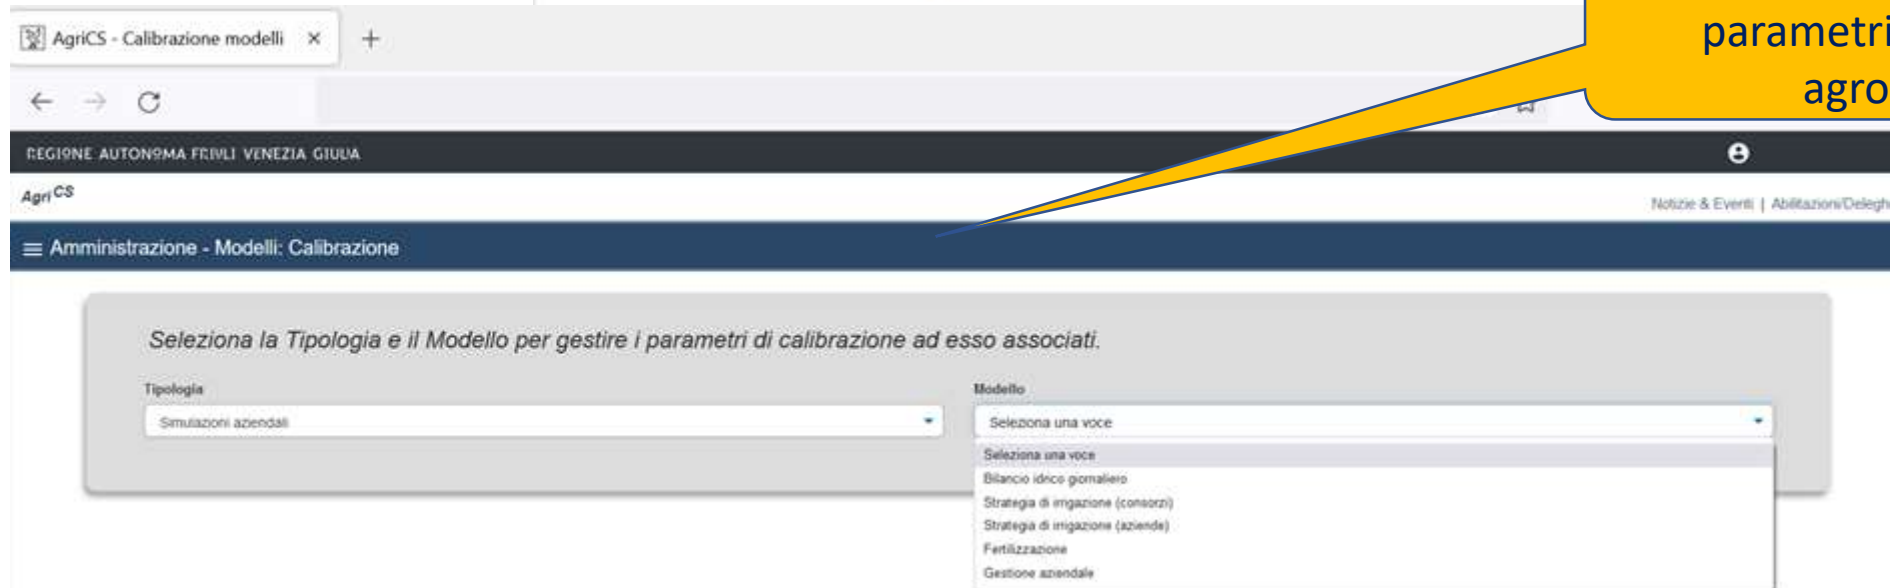 AgriCS - Calibrazione modelli
parametri
agro
REGIONE AUTONOMA FRIULI VENEZIA GIULIA
Agri CS
Notizie & Eventi | Abilitazioni/Delegh
Amministrazione - Modelli: Calibrazione
Seleziona la Tipologia e il Modello per gestire i parametri di calibrazione ad esso associati.
Tipologia
Modello
Simulazioni aziendali
Seleziona una voce
Seleziona una voce
Bilancio idrico giornaliero
Strategia di irrigazione (consorzi)
Strategia di irrigazione (aziende)
Fertilizzazione
Gestione aziendale